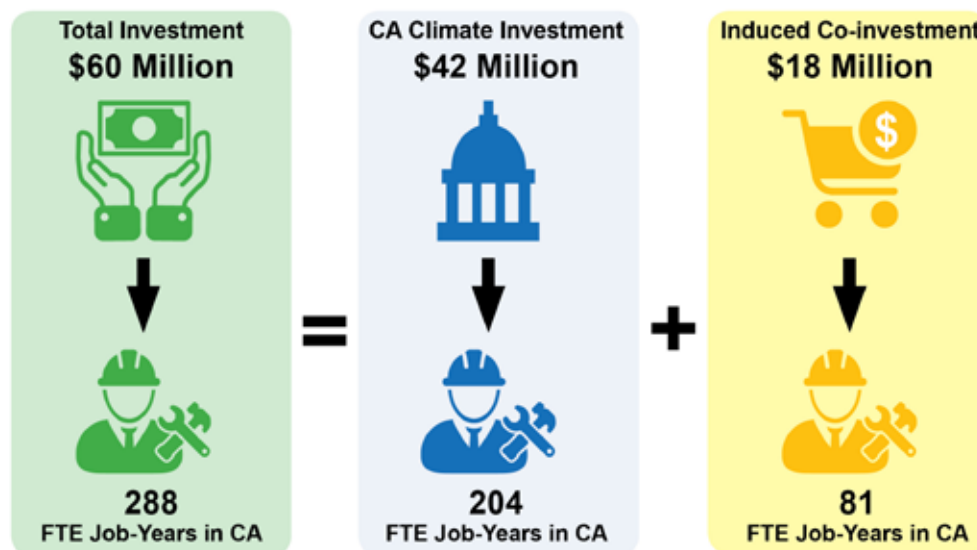 Total Investment
$60 Million
$
288
FTE Job-Years in CA
=
CA Climate Investment
$42 Million
204
FTE Job-Years in CA
+
Induced Co-investment
$18 Million
$
81
FTE Job-Years in CA